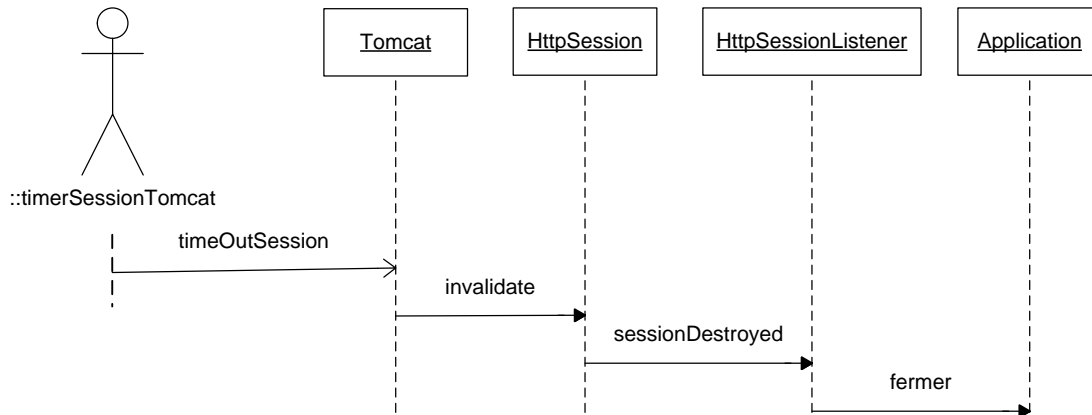 Tomcat
HttpSession
HttpSessionListener
Application
::timerSessionTomcat
timeOutSession
invalidate
sessionDestroyed
fermer